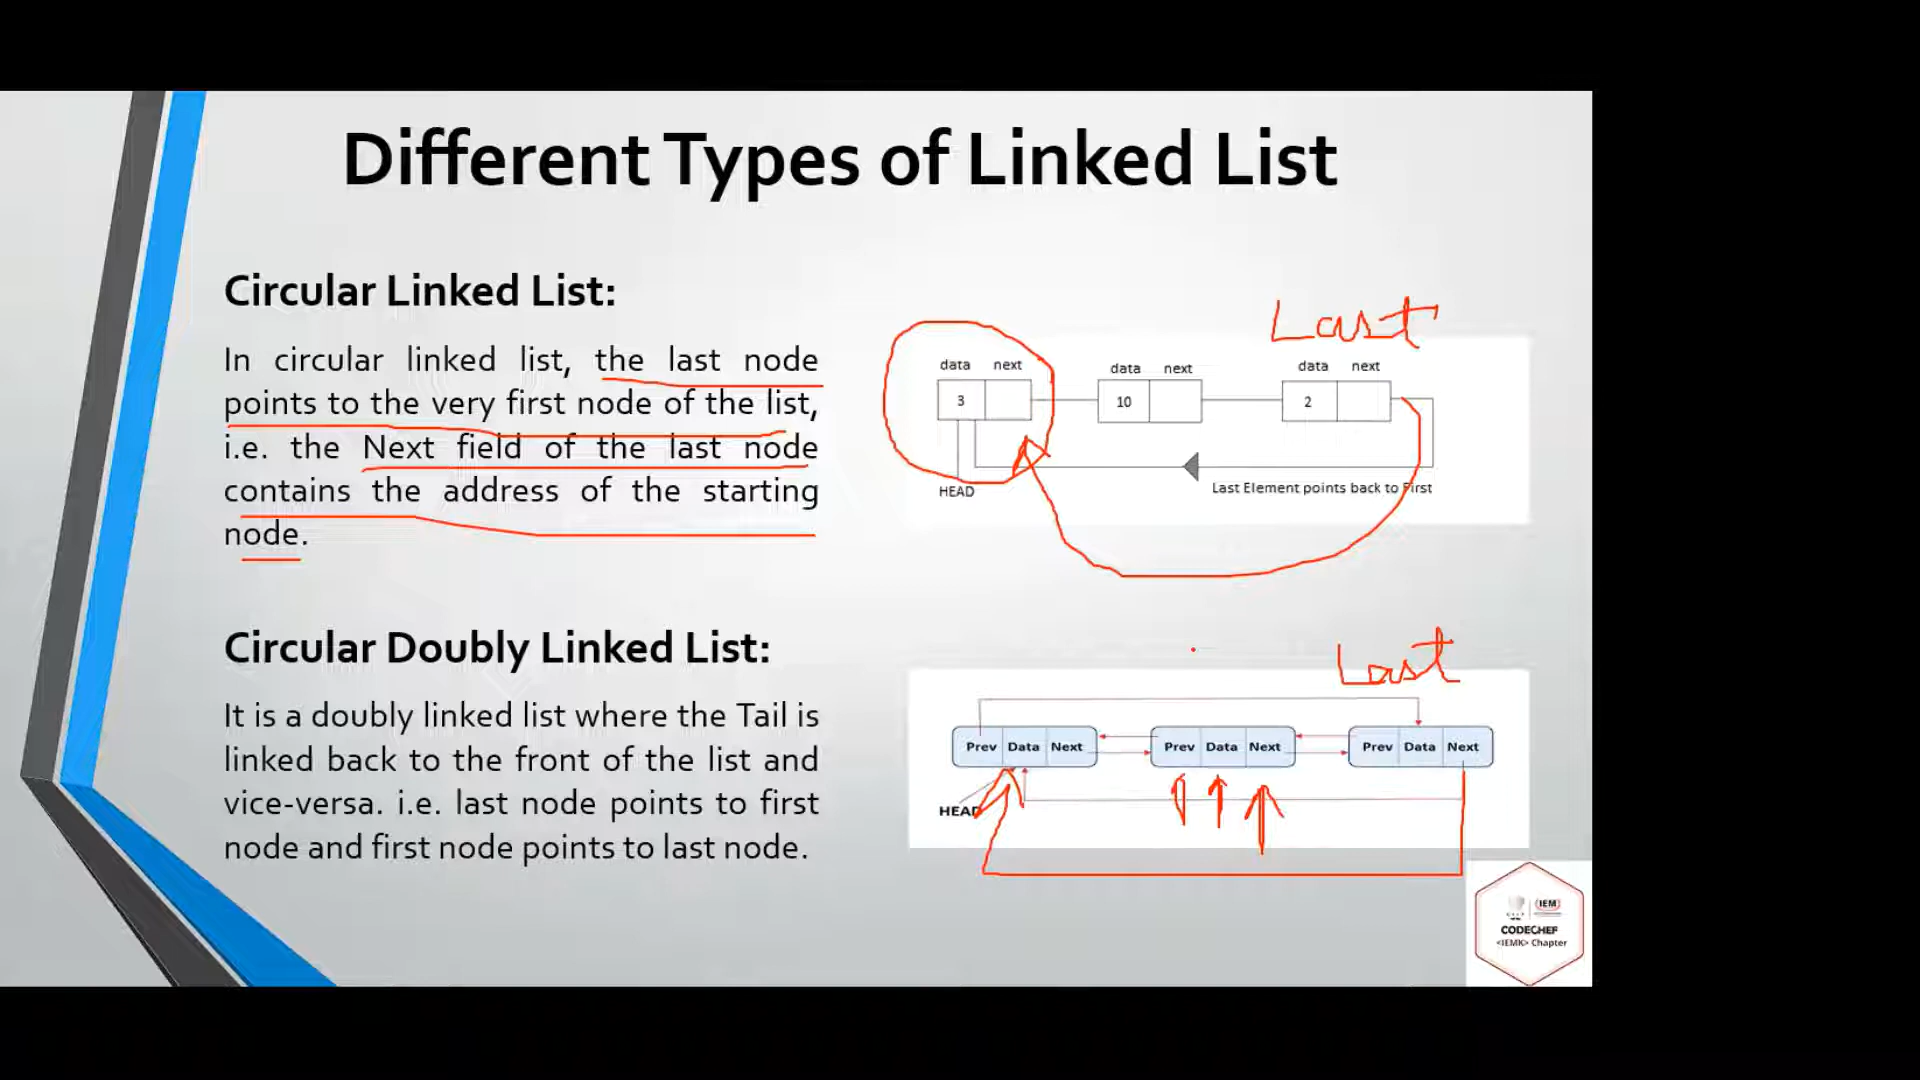 Different Types of Linked List
Circular Linked List:
In circular linked list, the last node
points to the very first node of the list,
i.e. the Next field of the last node
contains the address of the starting
node.
Last
data next data next data next
3 10 2
HEAD
Last Element points back to First
Circular Doubly Linked List:
It is a doubly linked list where the Tail is
linked back to the front of the list and
vice-versa. i.e. last node points to first
node and first node points to last node.
Last
Prev Data Next Prev Data Next Prev Data Next
HEAD
IEM
CODECHEF
<IEMK> Chapter